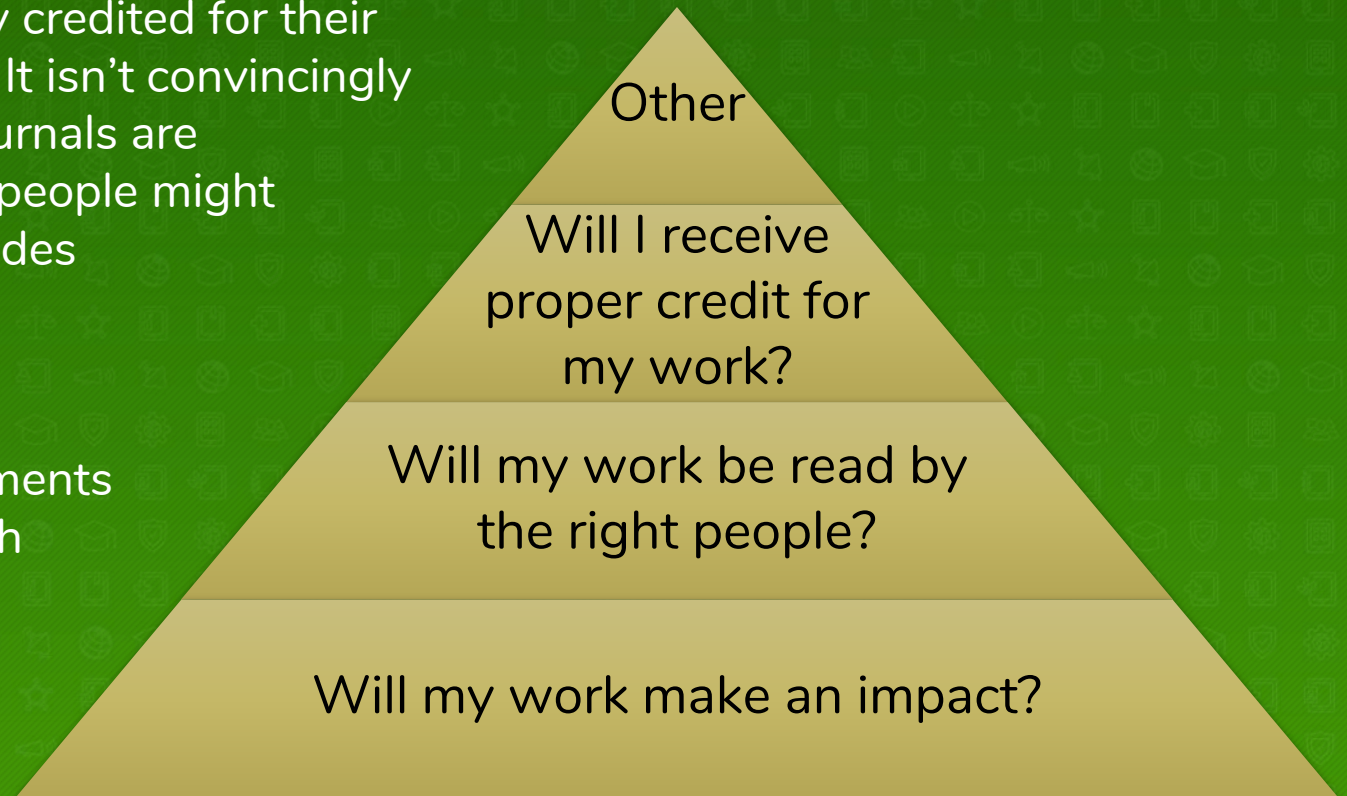 y credited for their
It isn’t convincingly
urnals are
people might
des
ments
h
Other
Will I receive
proper credit for
my work?
Will my work be read by
the right people?
Will my work make an impact?